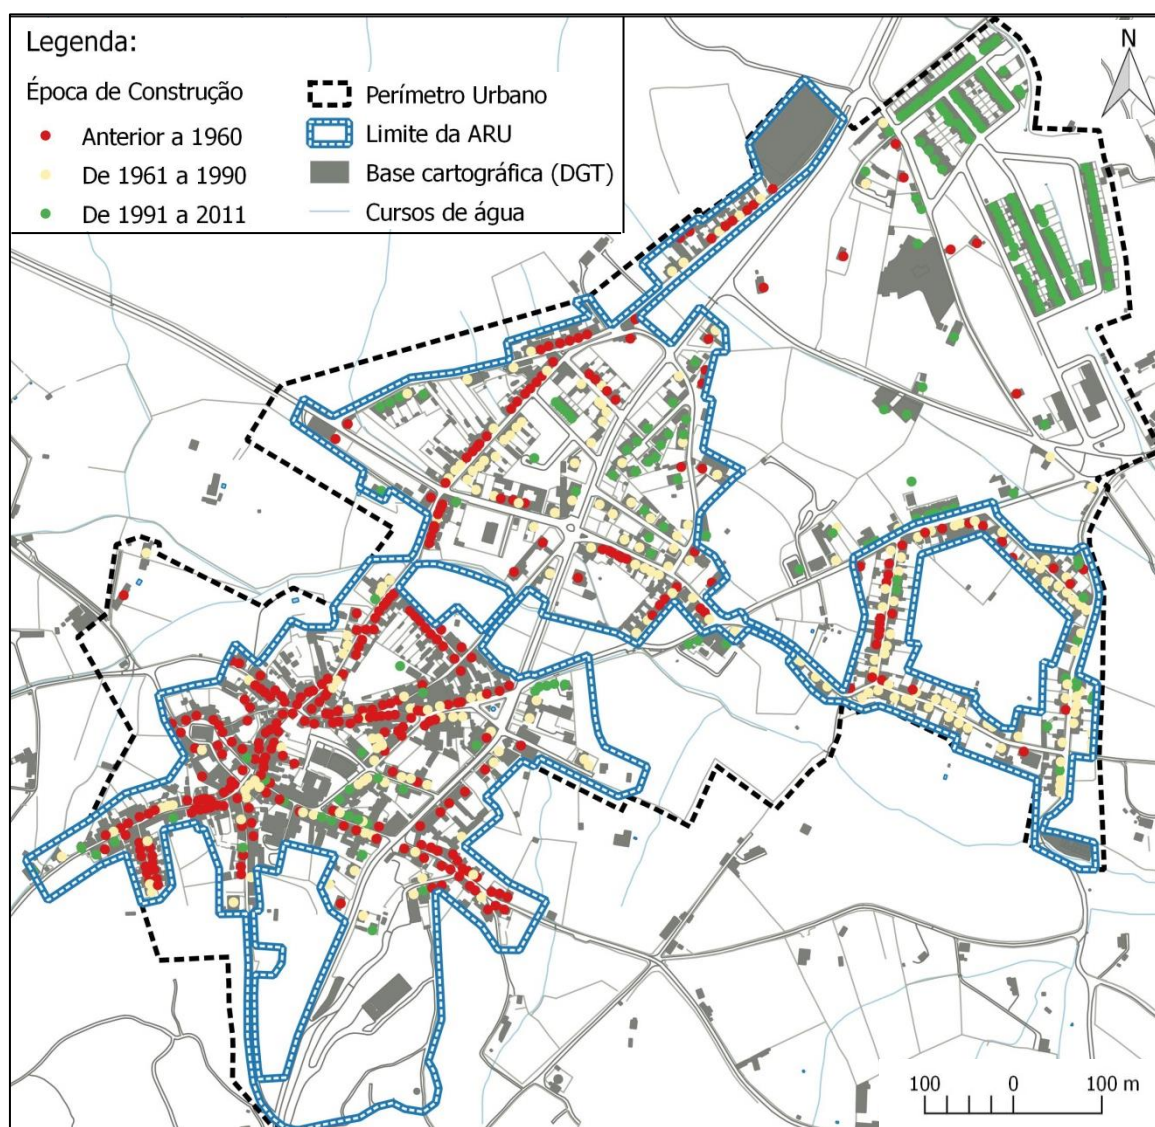 Legenda:
Época de Construção
Anterior a 1960
De 1961 a 1990
De 1991 a 2011
Perímetro Urbano
Limite da ARU
Base cartográfica (DGT)
Cursos de água
N
100 0 100 m